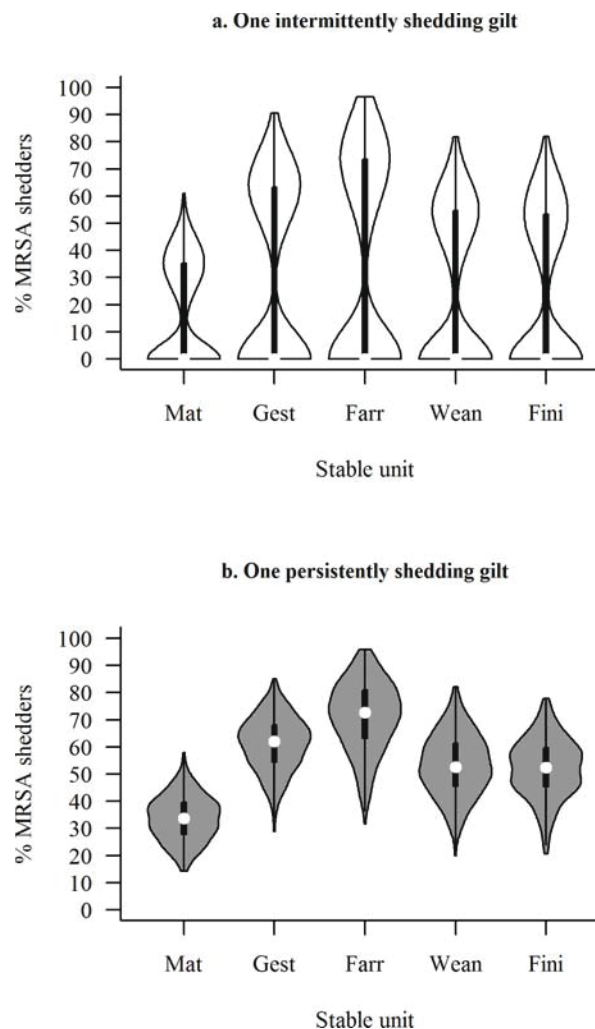 a. One intermittently shedding gilt
100
90
80
70
60
50
40
30
20
10
0
% MRSA shedders
Mat Gest Farr Wean Fini
Stable unit
b. One persistently shedding gilt
100
90
80
70
60
50
40
30
20
10
0
% MRSA shedders
Mat Gest Farr Wean Fini
Stable unit